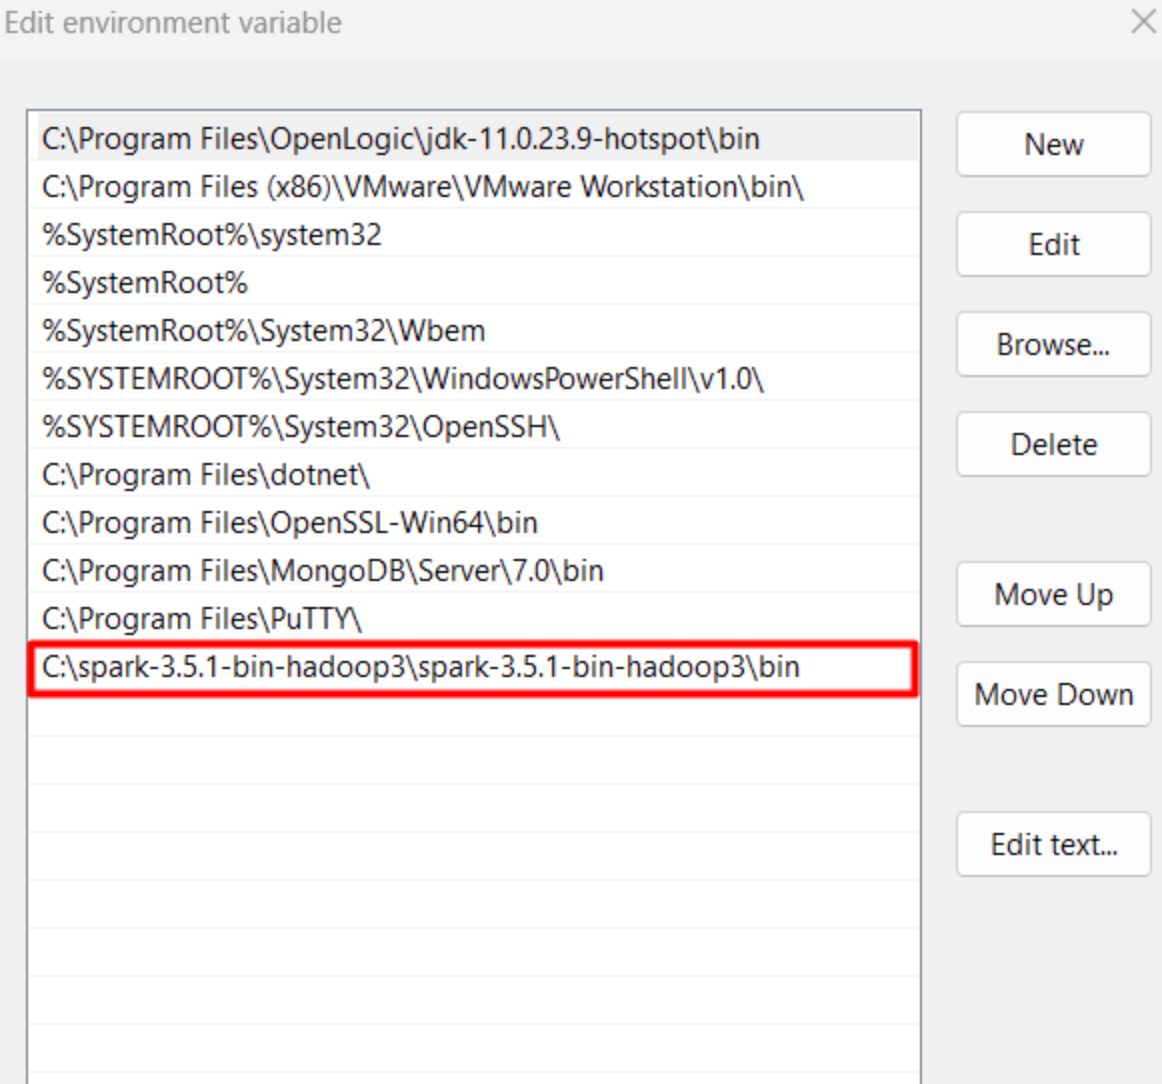 Edit environment variable
C:\Program Files\OpenLogic\jdk-11.0.23.9-hotspot\bin
C:\Program Files (x86)\VMware\VMware Workstation\bin\
%SystemRoot%\system32
%SystemRoot%
%SystemRoot%\System32\Wbem
%SYSTEMROOT%\System32\WindowsPowerShell\v1.0\
%SYSTEMROOT%\System32\OpenSSH\
C:\Program Files\dotnet\
C:\Program Files\OpenSSL-Win64\bin
C:\Program Files\MongoDB\Server\7.0\bin
C:\Program Files\PuTTY\
C:\spark-3.5.1-bin-hadoop3\spark-3.5.1-bin-hadoop3\bin
New
Edit
Browse...
Delete
Move Up
Move Down
Edit text...